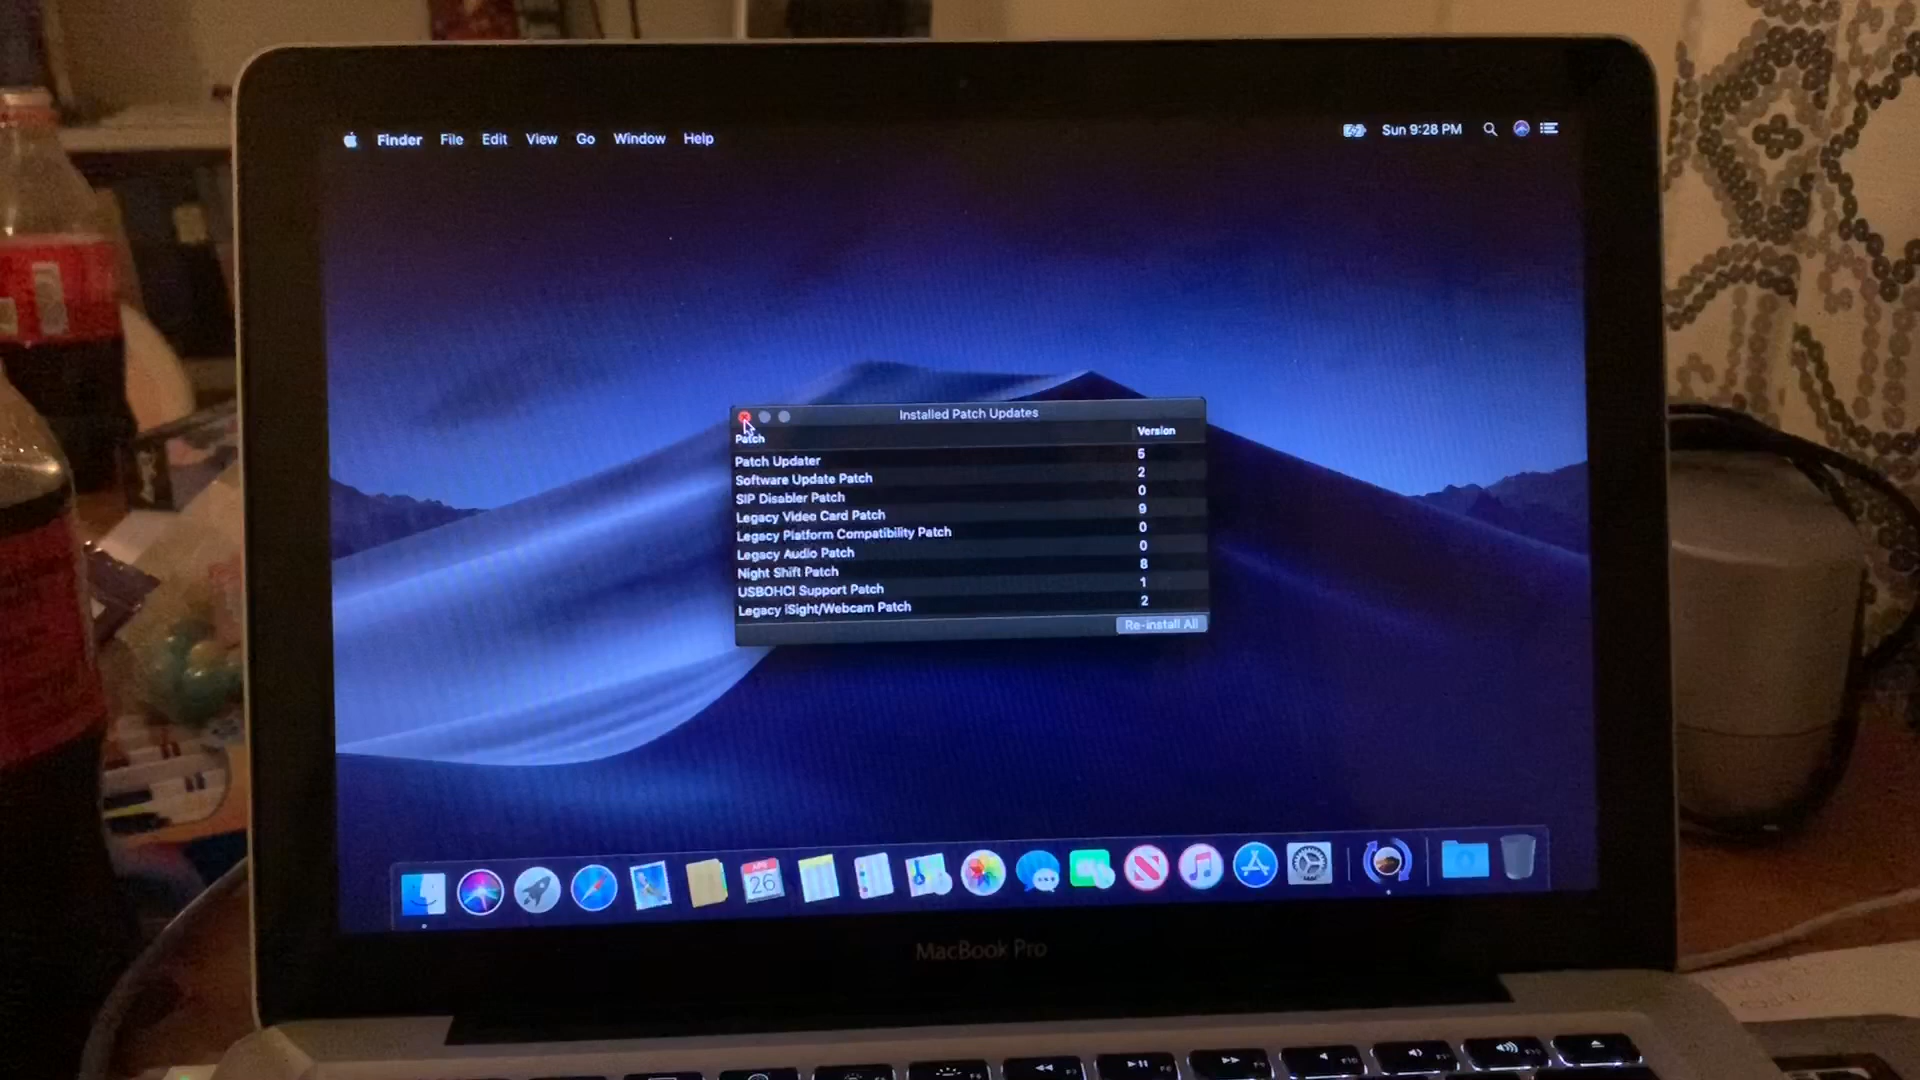 Finder File Edit View Go Window Help
Sun 9:28 PM
Installed Patch Updates
Patch Version
Patch Updater 5
Software Update Patch 2
SIP Disabler Patch 0
Legacy Video Card Patch 9
Legacy Platform Compatibility Patch 0
Legacy Audio Patch 0
Night Shift Patch 8
USBOHCI Support Patch 1
Legacy iSight/Webcam Patch 2
Re-install All
APR
26
MacBook Pro